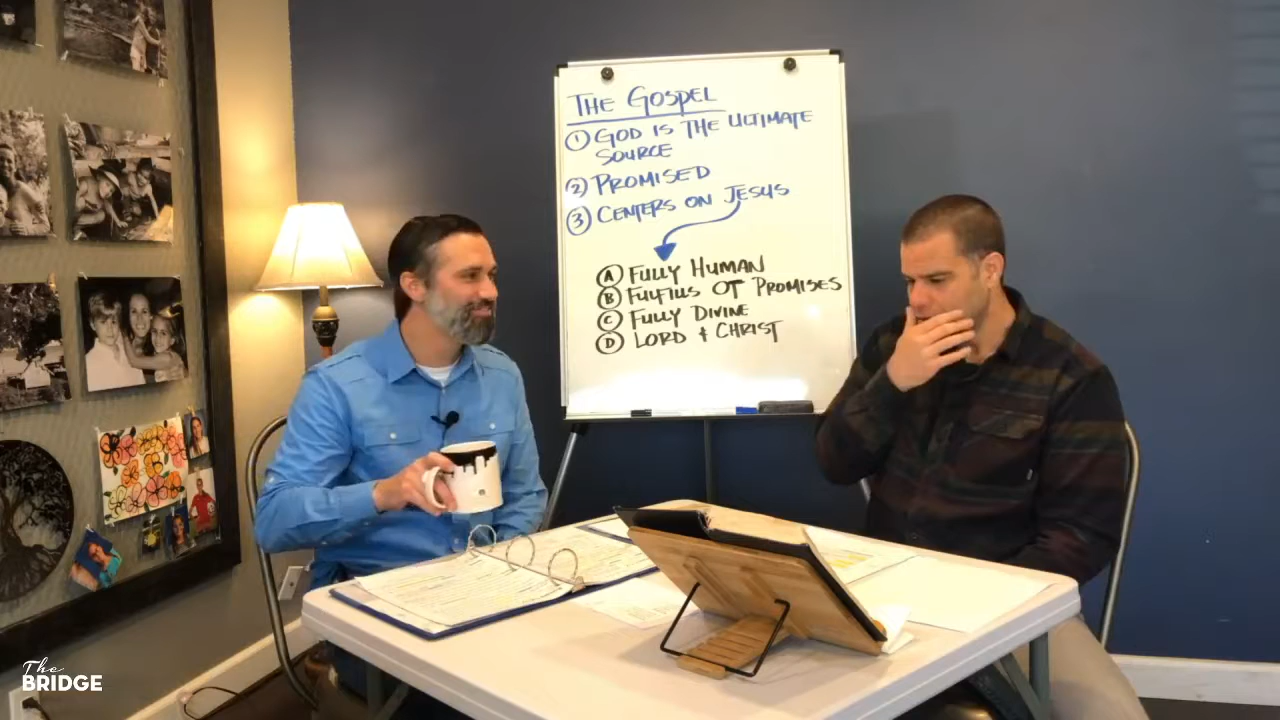 THE GOSPEL
① GOD IS THE ULTIMATE
SOURCE
② PROMISED
③ CENTERS ON JESUS
Ⓐ FULLY HUMAN
Ⓑ FULFILLS OT PROMISES
Ⓒ FULLY DIVINE
Ⓓ LORD & CHRIST
The
BRIDGE